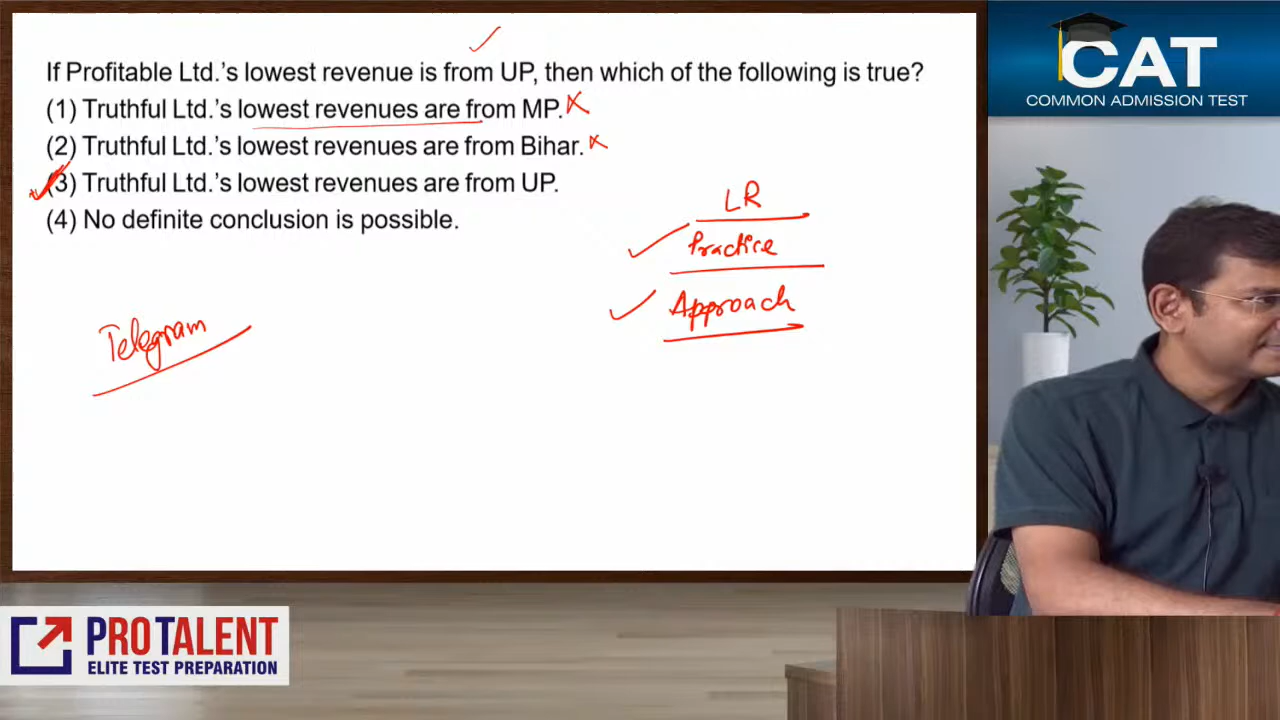 If Profitable Ltd.'s lowest revenue is from UP, then which of the following is true?
(1) Truthful Ltd.'s lowest revenues are from MP.
(2) Truthful Ltd.'s lowest revenues are from Bihar.
(3) Truthful Ltd.'s lowest revenues are from UP.
(4) No definite conclusion is possible.
LR
Practice
Approach
Telegram
CAT
COMMON ADMISSION TEST
PROTALENT
ELITE TEST PREPARATION